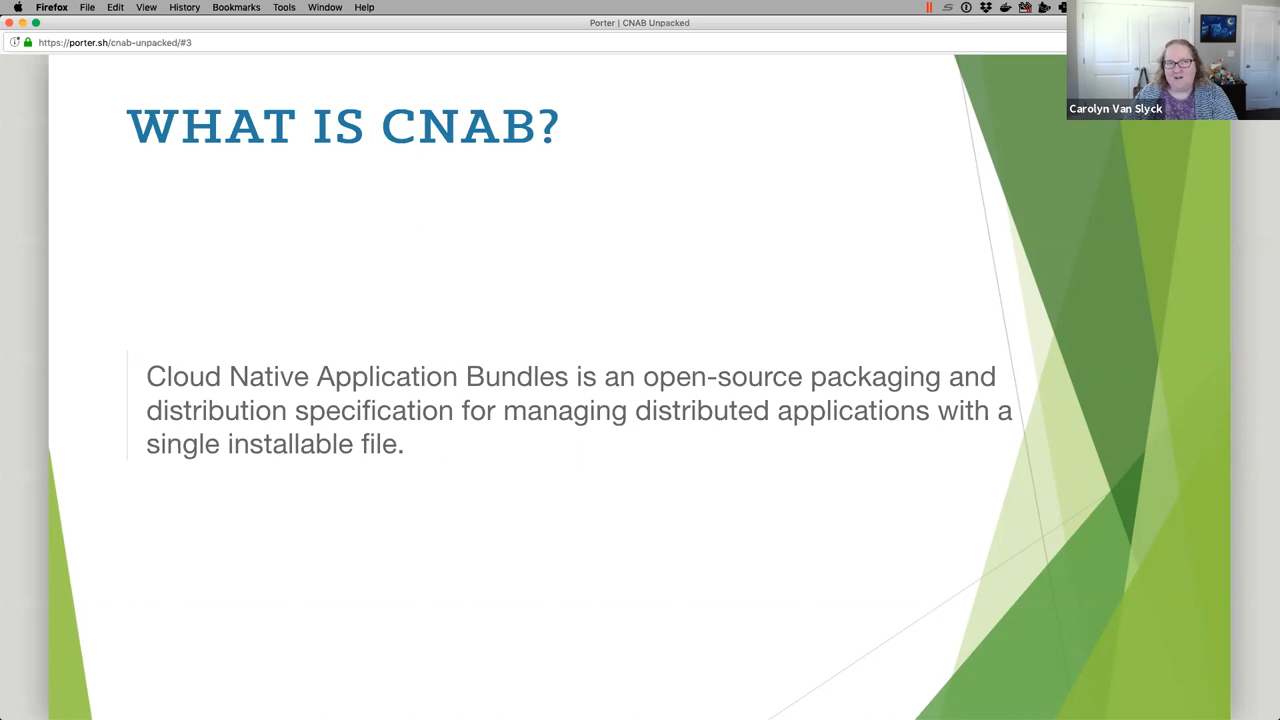 Firefox File Edit View History Bookmarks Tools Window Help
Porter | CNAB Unpacked
https://porter.sh/cnab-unpacked/#3
Carolyn Van Slyck
WHAT IS CNAB?
Cloud Native Application Bundles is an open-source packaging and
distribution specification for managing distributed applications with a
single installable file.